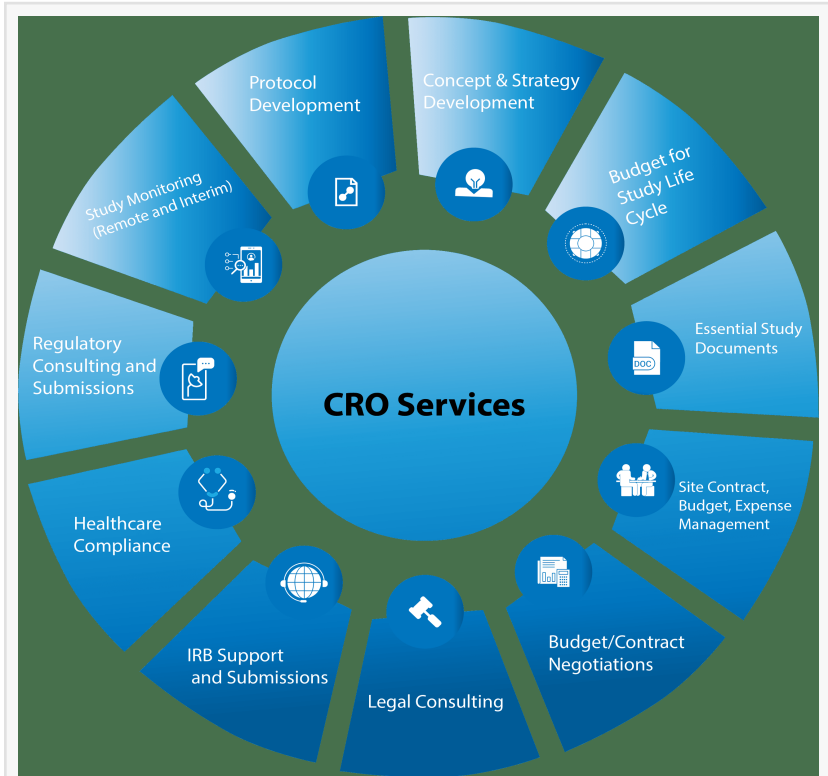 Protocol
Development
Concept & Strategy
Development
Budget for
Study Life
Cycle
Essential Study
Documents
DOC
Site Contract,
Budget, Expense
Management
Budget/Contract
Negotiations
Legal Consulting
IRB Support
and Submissions
Healthcare
Compliance
Regulatory
Consulting and
Submissions
Study Monitoring
(Remote and Interim)
CRO Services